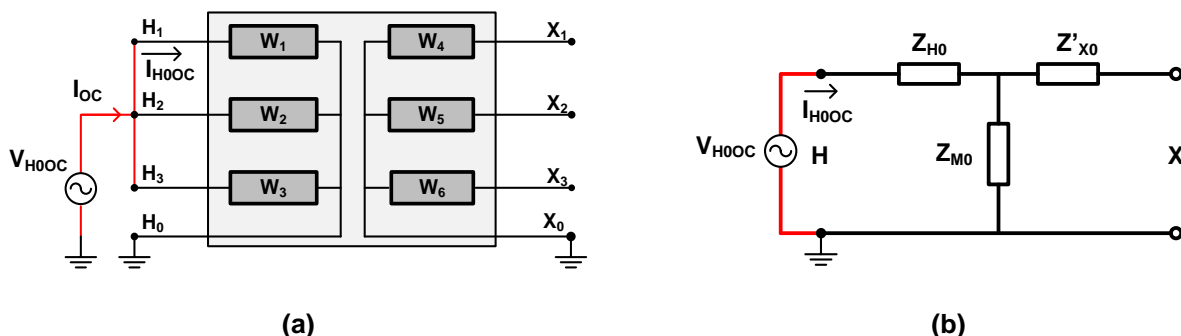 H1
IH0OC
W1
W4
X1
IOC
H2
W2
W5
X2
VH0OC
H3
W3
W6
X3
H0
X0
(a)
ZH0
Z'X0
IH0OC
VH0OC
H
ZM0
X
(b)